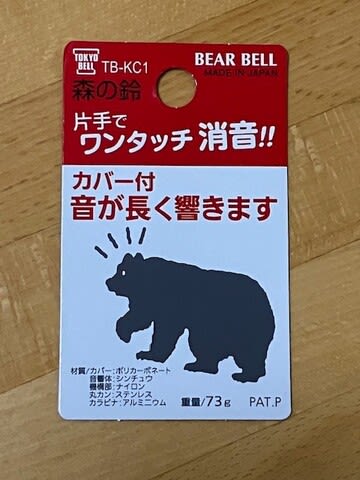 TOKYO
BELL
TB-KC1
BEAR BELL
MADE IN JAPAN
森の鈴
片手で
ワンタッチ 消音!!
カバー付
音が長く響きます
材質/カバー:ポリカーボネート
音響体:シンチュウ
機構部:ナイロン
丸カン:ステンレス
カラビナ:アルミニウム
重量/73g
PAT.P